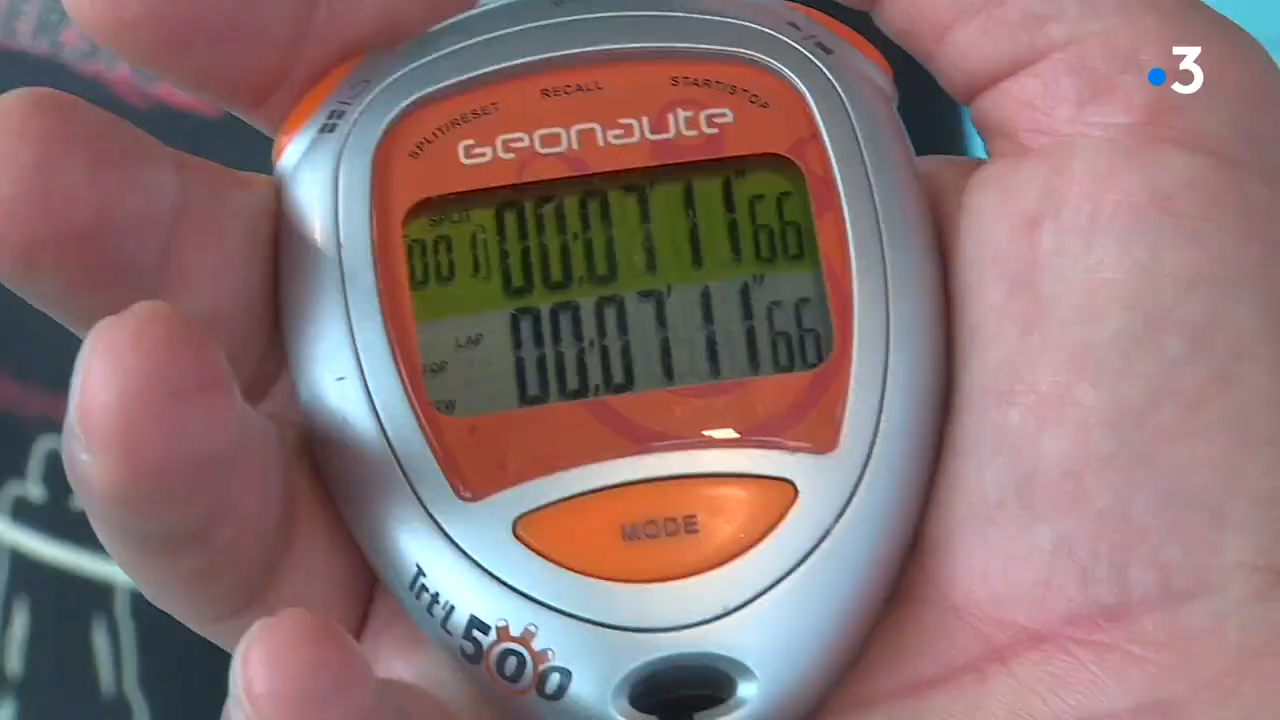 3
SPLIT/RESET RECALL START/STOP
GEONAUTE
SPLIT
00:07'11"66
LAP
00:07'11"66
MODE
Trt'L 500